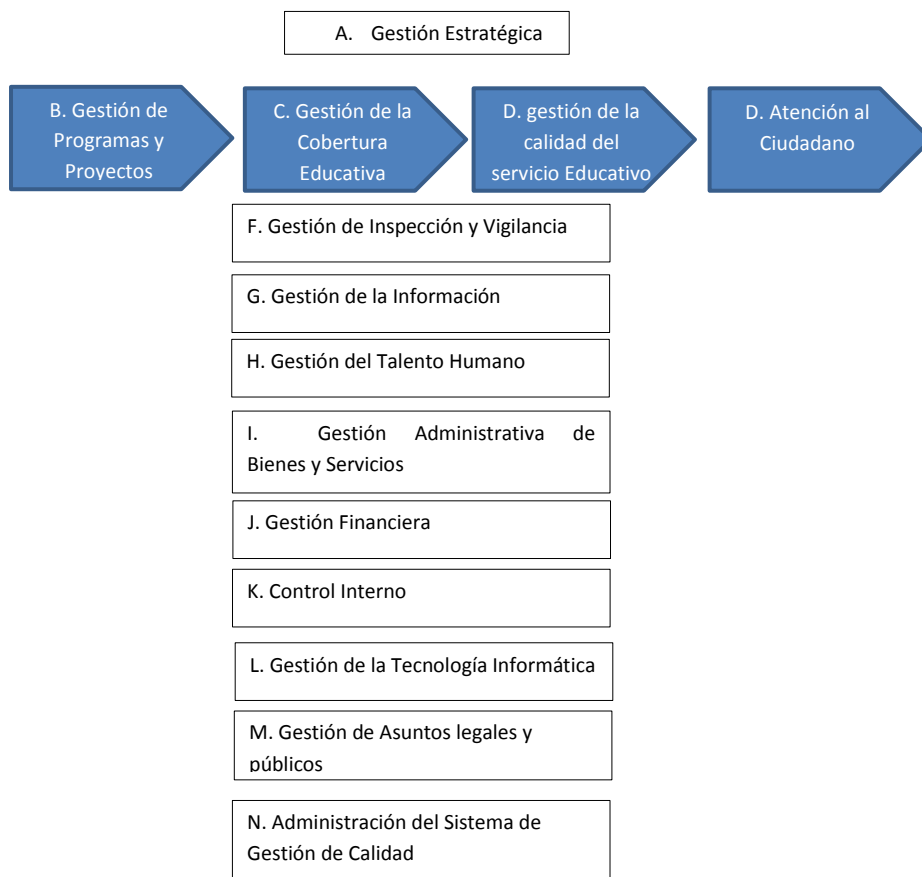 A. Gestión Estratégica
B. Gestión de
Programas y
Proyectos
C. Gestión de la
Cobertura
Educativa
D. gestión de la
calidad del
servicio Educativo
D. Atención al
Ciudadano
F. Gestión de Inspección y Vigilancia
G. Gestión de la Información
H. Gestión del Talento Humano
I. Gestión Administrativa de
Bienes y Servicios
J. Gestión Financiera
K. Control Interno
L. Gestión de la Tecnología Informática
M. Gestión de Asuntos legales y
públicos
N. Administración del Sistema de
Gestión de Calidad